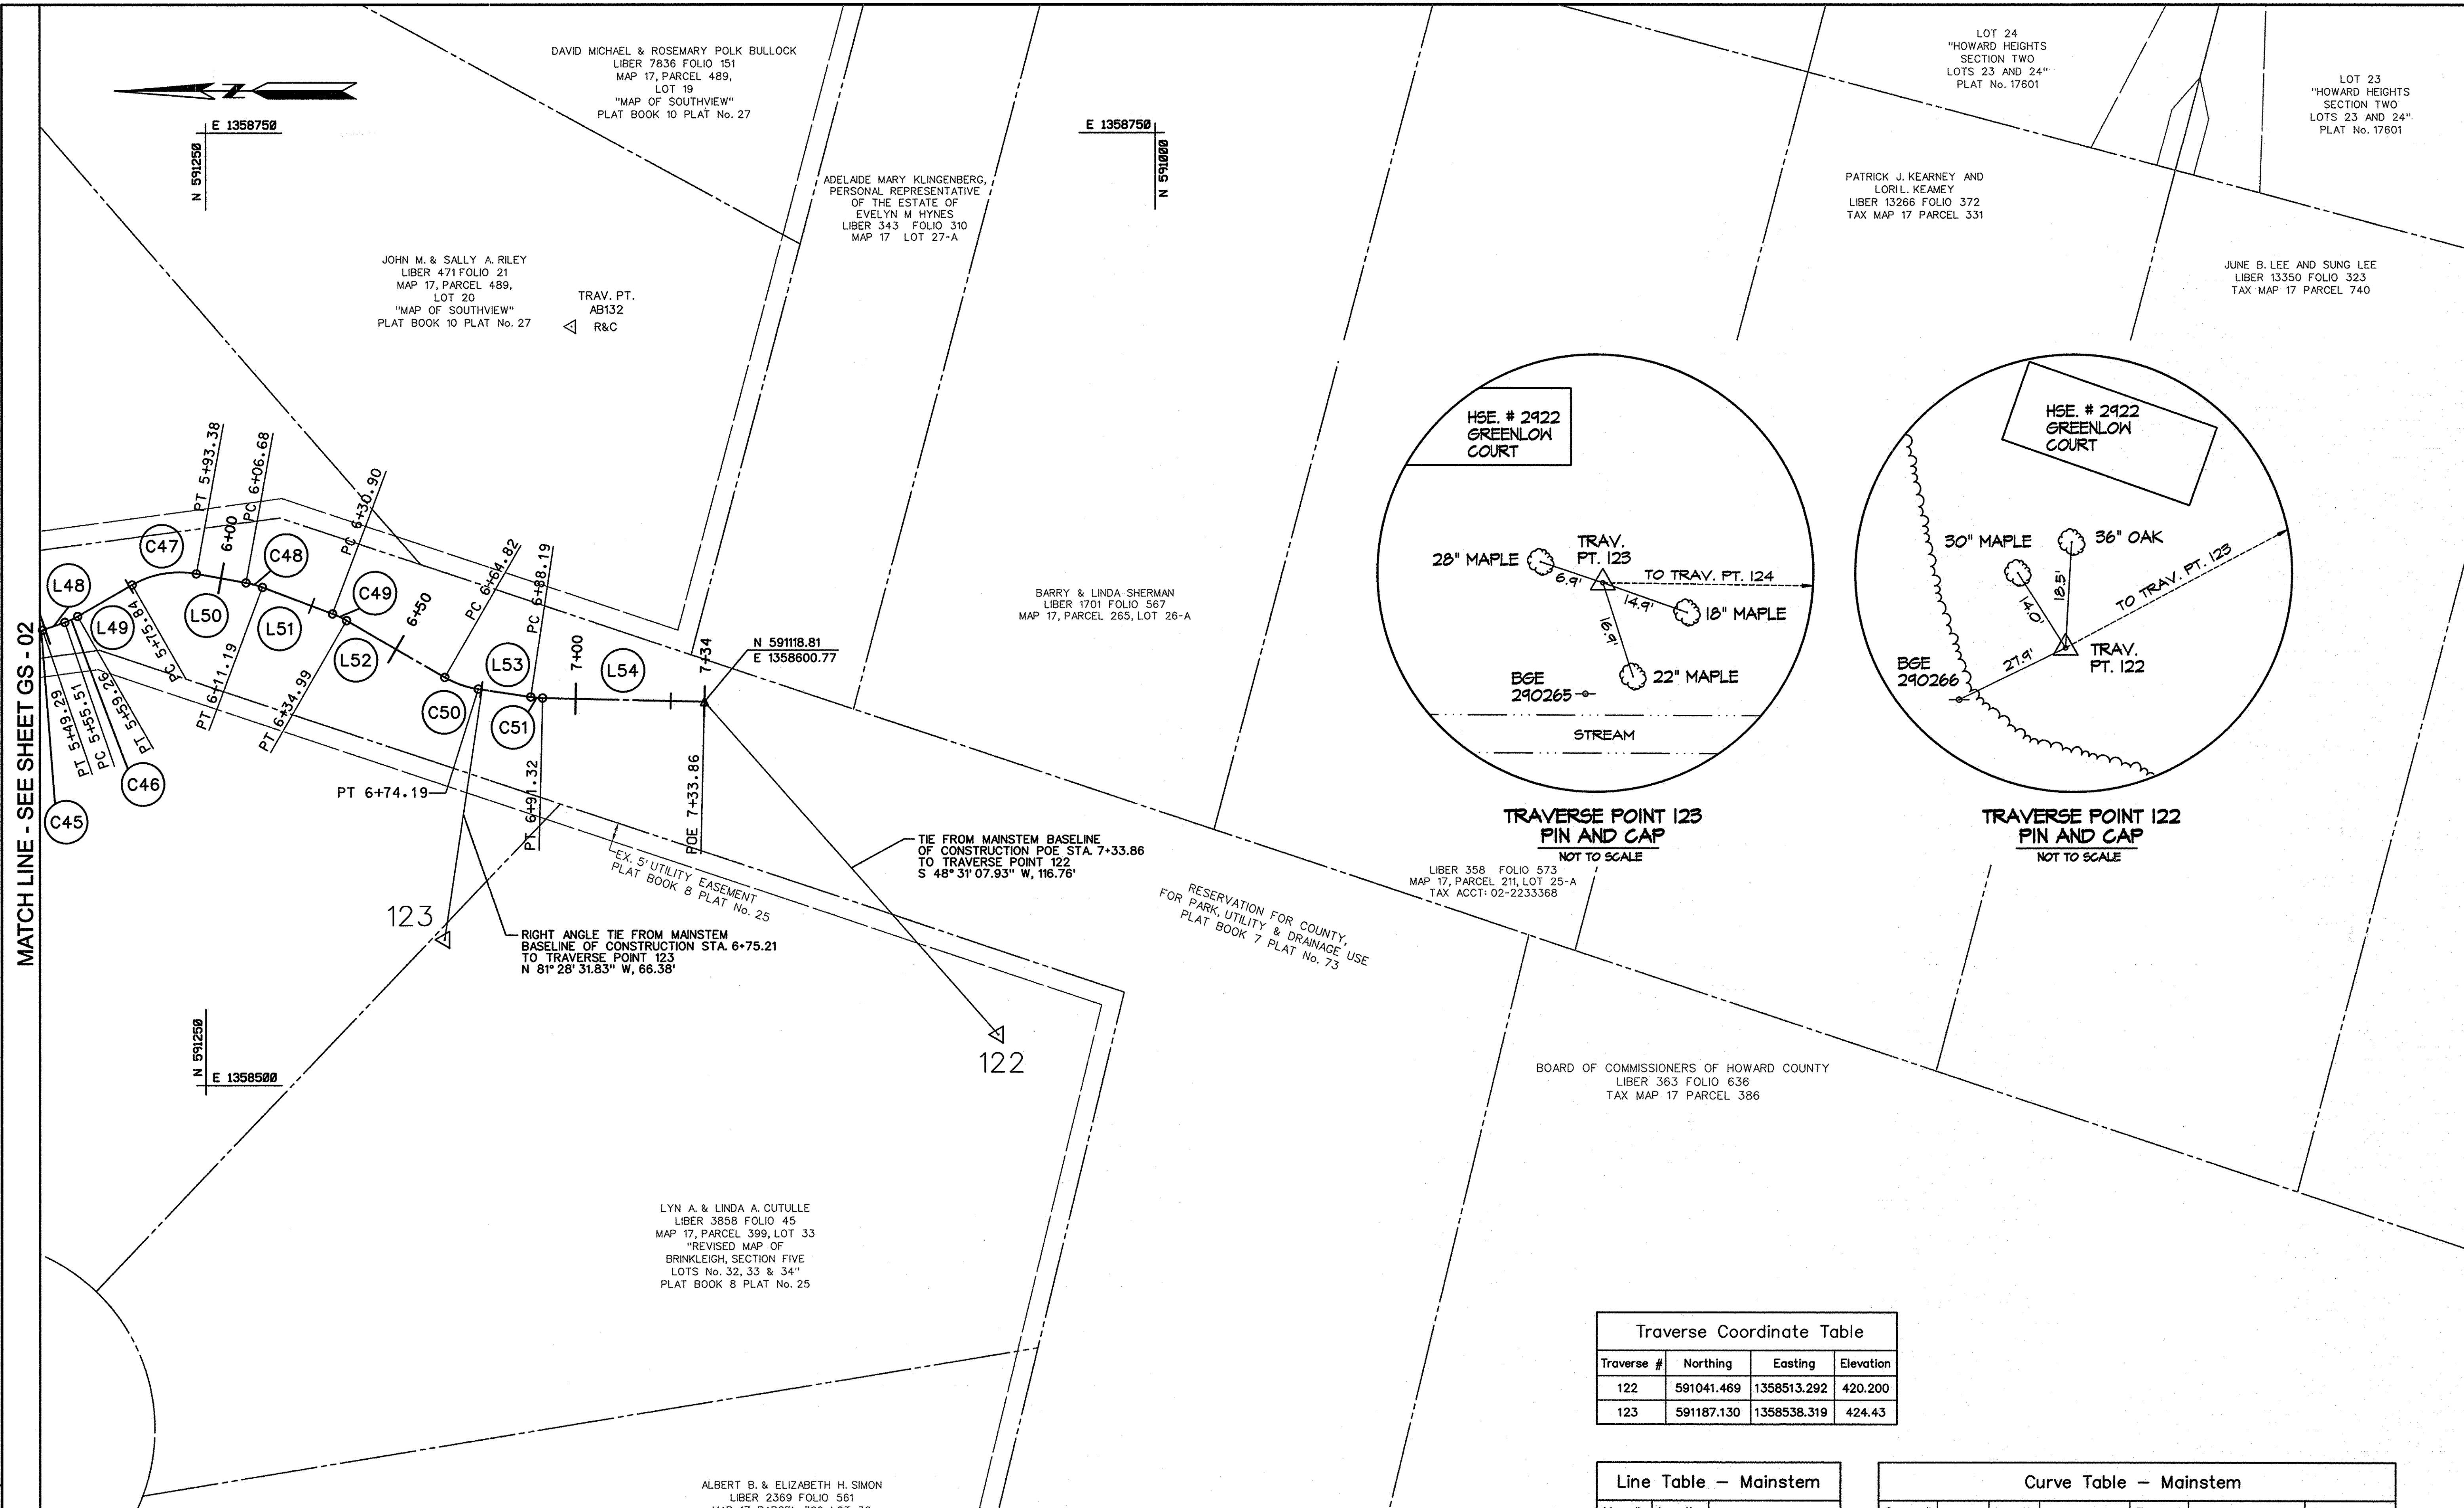 DAVID MICHAEL & ROSEMARY POLK BULLOCK
LIBER 7836 FOLIO 151
MAP 17, PARCEL 489,
LOT 19
"MAP OF SOUTHVIEW"
PLAT BOOK 10 PLAT No. 27
LOT 24
"HOWARD HEIGHTS
SECTION TWO
LOTS 23 AND 24"
PLAT No. 17601
LOT 23
"HOWARD HEIGHTS
SECTION TWO
LOTS 23 AND 24"
PLAT No. 17601
N
E 1358750
N 591250
E 1358750
N 591000
ADELAIDE MARY KLINGENBERG,
PERSONAL REPRESENTATIVE
OF THE ESTATE OF
EVELYN M HYNES
LIBER 343 FOLIO 310
MAP 17 LOT 27-A
PATRICK J. KEARNEY AND
LORI L. KEAMEY
LIBER 13266 FOLIO 372
TAX MAP 17 PARCEL 331
JUNE B. LEE AND SUNG LEE
LIBER 13350 FOLIO 323
TAX MAP 17 PARCEL 740
JOHN M. & SALLY A. RILEY
LIBER 471 FOLIO 21
MAP 17, PARCEL 489,
LOT 20
"MAP OF SOUTHVIEW"
PLAT BOOK 10 PLAT No. 27
TRAV. PT.
AB132
R&C
MATCH LINE - SEE SHEET GS - 02
PT 5+93.38
6+00
PC 6+06.68
PC 6+30.90
6+50
PC 6+64.82
PC 6+88.19
7+00
7+34
C47
C48
C49
L48
L49
L50
L51
L52
L53
L54
C50
C51
C46
C45
PC 5+75.84
PT 5+49.29
PC 5+55.51
PT 5+59.26
PT 6+11.19
PT 6+34.99
PT 6+74.19
PT 6+91.32
POE 7+33.86
N 591118.81
E 1358600.77
BARRY & LINDA SHERMAN
LIBER 1701 FOLIO 567
MAP 17, PARCEL 265, LOT 26-A
HSE. # 2922
GREENLOW
COURT
28" MAPLE
6.9'
TRAV.
PT. 123
TO TRAV. PT. 124
14.9'
18" MAPLE
16.9'
22" MAPLE
BGE
290265
STREAM
TRAVERSE POINT 123
PIN AND CAP
NOT TO SCALE
HSE. # 2922
GREENLOW
COURT
30" MAPLE
36" OAK
14.0'
18.5'
TO TRAV. PT. 123
27.9'
BGE
290266
TRAV.
PT. 122
TRAVERSE POINT 122
PIN AND CAP
NOT TO SCALE
TIE FROM MAINSTEM BASELINE
OF CONSTRUCTION POE STA. 7+33.86
TO TRAVERSE POINT 122
S 48° 31' 07.93" W, 116.76'
EX. 5' UTILITY EASEMENT
PLAT BOOK 8 PLAT No. 25
LIBER 358 FOLIO 573
MAP 17, PARCEL 211, LOT 25-A
TAX ACCT: 02-2233368
RESERVATION FOR COUNTY,
FOR PARK, UTILITY & DRAINAGE USE
PLAT BOOK 7 PLAT No. 73
123
RIGHT ANGLE TIE FROM MAINSTEM
BASELINE OF CONSTRUCTION STA. 6+75.21
TO TRAVERSE POINT 123
N 81° 28' 31.83" W, 66.38'
122
N 591250
E 1358500
BOARD OF COMMISSIONERS OF HOWARD COUNTY
LIBER 363 FOLIO 636
TAX MAP 17 PARCEL 386
LYN A. & LINDA A. CUTULLE
LIBER 3858 FOLIO 45
MAP 17, PARCEL 399, LOT 33
"REVISED MAP OF
BRINKLEIGH, SECTION FIVE
LOTS No. 32, 33 & 34"
PLAT BOOK 8 PLAT No. 25
Traverse Coordinate Table
Traverse # Northing Easting Elevation
122 591041.469 1358513.292 420.200
123 591187.130 1358538.319 424.43
Line Table – Mainstem
Curve Table – Mainstem
ALBERT B. & ELIZABETH H. SIMON
LIBER 2369 FOLIO 561